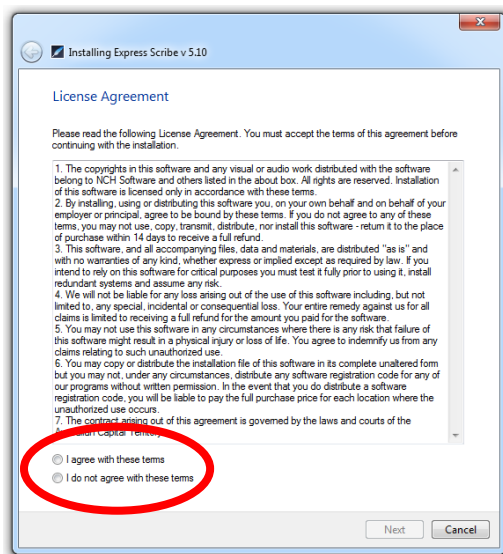 Installing Express Scribe v 5.10
License Agreement
Please read the following License Agreement. You must accept the terms of this agreement before
continuing with the installation.
1. The copyrights in this software and any visual or audio work distributed with the software
belong to NCH Software and others listed in the about box. All rights are reserved. Installation
of this software is licensed only in accordance with these terms.
2. By installing, using or distributing this software you, on your own behalf and on behalf of your
employer or principal, agree to be bound by these terms. If you do not agree to any of these
terms, you may not use, copy, transmit, distribute, nor install this software - return it to the place
of purchase within 14 days to receive a full refund.
3. This software, and all accompanying files, data and materials, are distributed "as is" and
with no warranties of any kind, whether express or implied except as required by law. If you
intend to rely on this software for critical purposes you must test it fully prior to using it, install
redundant systems and assume any risk.
4. We will not be liable for any loss arising out of the use of this software including, but not
limited to, any special, incidental or consequential loss. Your entire remedy against us for all
claims is limited to receiving a full refund for the amount you paid for the software.
5. You may not use this software in any circumstances where there is any risk that failure of
this software might result in a physical injury or loss of life. You agree to indemnify us from any
claims relating to such unauthorized use.
6. You may copy or distribute the installation file of this software in its complete unaltered form
but you may not, under any circumstances, distribute any software registration code for any of
our programs without written permission. In the event that you do distribute a software
registration code, you will be liable to pay the full purchase price for each location where the
unauthorized use occurs.
7. The contract arising out of this agreement is governed by the laws and courts of the
Australian Capital Territory
I agree with these terms
I do not agree with these terms
Next
Cancel